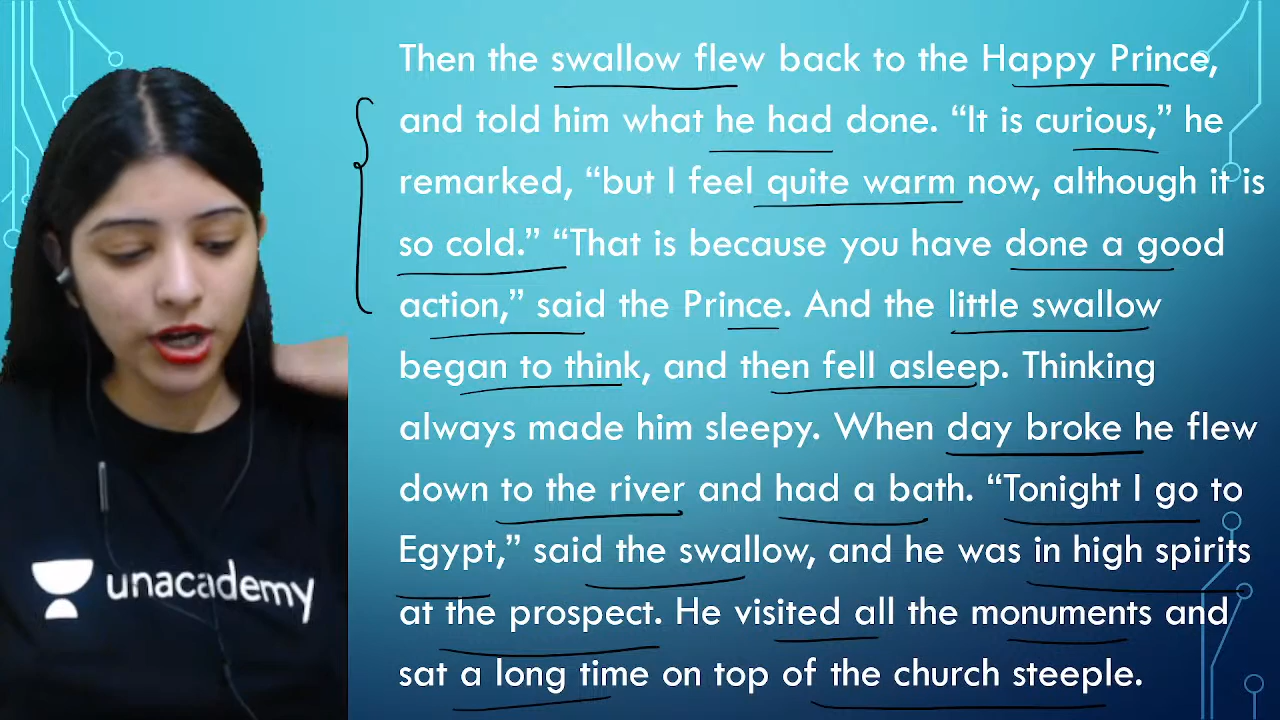 Then the swallow flew back to the Happy Prince,
and told him what he had done. “It is curious,” he
remarked, “but I feel quite warm now, although it is
so cold.” “That is because you have done a good
action,” said the Prince. And the little swallow
began to think, and then fell asleep. Thinking
always made him sleepy. When day broke he flew
down to the river and had a bath. “Tonight I go to
Egypt,” said the swallow, and he was in high spirits
at the prospect. He visited all the monuments and
sat a long time on top of the church steeple.
unacademy